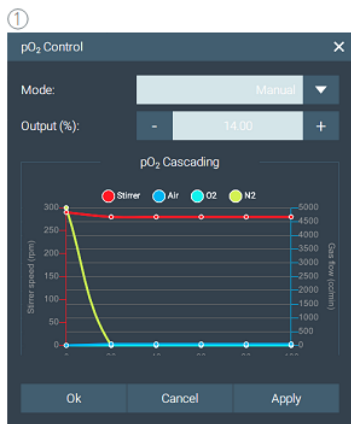 ①
pO₂ Control ×
Mode: Manual
Output (%): - 14.00 +
pO₂ Cascading
Stirrer Air O2 N2
Stirrer speed (rpm)
300
250
200
150
100
50
0
5000
4500
4000
3500
3000
2500
2000
1500
1000
500
0
Gas flow (cc/min)
Ok Cancel Apply